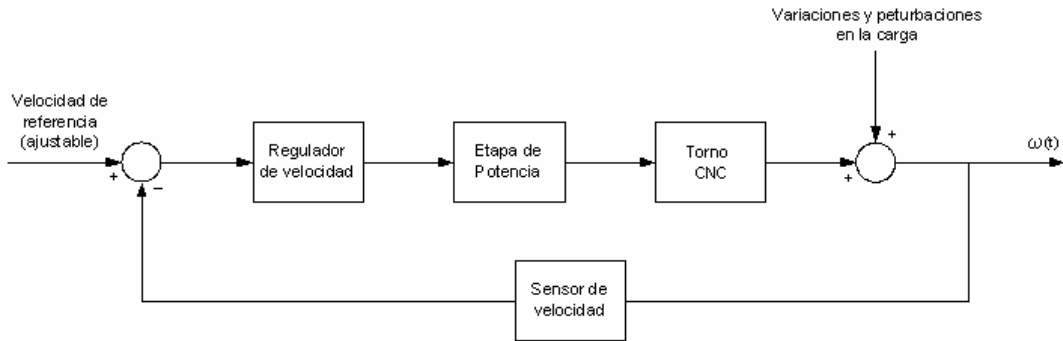 Variaciones y peturbaciones
en la carga
Velocidad de
referencia
(ajustable)
+
−
Regulador
de velocidad
Etapa de
Potencia
Torno
CNC
+
+
ω(t)
Sensor de
velocidad